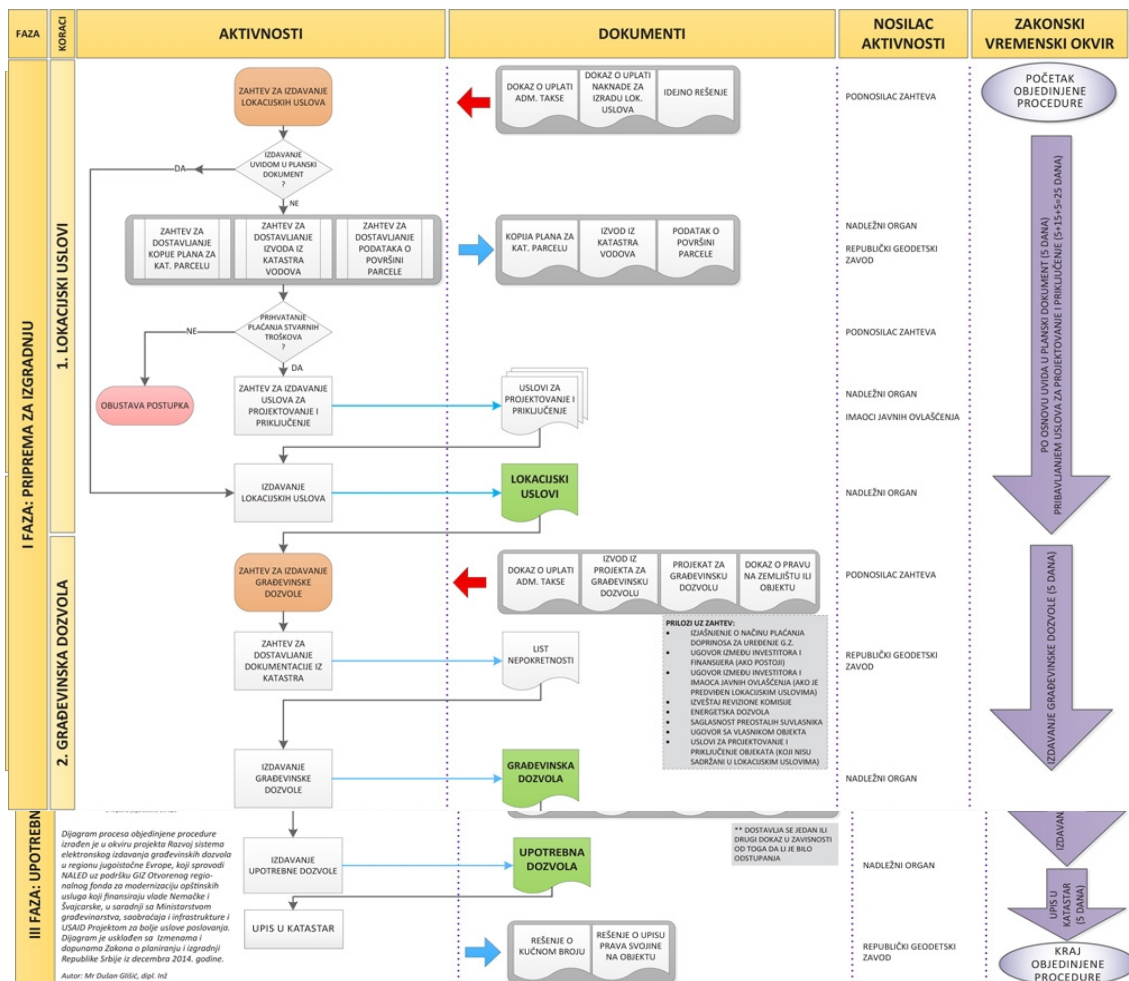 FAZA
KORACI
AKTIVNOSTI
DOKUMENTI
NOSILAC
AKTIVNOSTI
ZAKONSKI
VREMENSKI OKVIR
I FAZA: PRIPREMA ZA IZGRADNJU
1. LOKACIJSKI USLOVI
ZAHTEV ZA IZDAVANJE
LOKACIJSKIH USLOVA
DOKAZ O UPLATI
ADM. TAKSE
DOKAZ O UPLATI
NAKNADE ZA
IZRADU LOK.
USLOVA
IDEJNO REŠENJE
PODNOSILAC ZAHTEVA
POČETAK
OBJEDINJENE
PROCEDURE
IZDAVANJE
UVIDOM U PLANSKI
DOKUMENT
?
DA
NE
ZAHTEV ZA
DOSTAVLJANJE
KOPIJE PLANA ZA
KAT. PARCELU
ZAHTEV ZA
DOSTAVLJANJE
IZVODA IZ
KATASTRA
VODOVA
ZAHTEV ZA
DOSTAVLJANJE
PODATAKA O
POVRŠINI
PARCELE
KOPIJA PLANA ZA
KAT. PARCELU
IZVOD IZ
KATASTRA
VODOVA
PODATAK O
POVRŠINI
PARCELE
NADLEŽNI ORGAN
REPUBLIČKI GEODETSKI
ZAVOD
PO OSNOVU UVIDA U PLANSKI DOKUMENT (5 DANA)
PRIBAVLJANJEM USLOVA ZA PROJEKTOVANJE I PRIKLJUČENJE (5+15+5=25 DANA)
PRIHVATANJE
PLAĆANJA STVARNIH
TROŠKOVA
?
NE
DA
PODNOSILAC ZAHTEVA
OBUSTAVA POSTUPKA
ZAHTEV ZA IZDAVANJE
USLOVA ZA
PROJEKTOVANJE I
PRIKLJUČENJE
USLOVI ZA
PROJEKTOVANJE I
PRIKLJUČENJE
NADLEŽNI ORGAN
IMAOCI JAVNIH OVLAŠĆENJA
IZDAVANJE
LOKACIJSKIH USLOVA
LOKACIJSKI
USLOVI
NADLEŽNI ORGAN
2. GRAĐEVINSKA DOZVOLA
ZAHTEV ZA IZDAVANJE
GRAĐEVINSKE
DOZVOLE
DOKAZ O UPLATI
ADM. TAKSE
IZVOD IZ
PROJEKTA ZA
GRAĐEVINSKU
DOZVOLU
PROJEKAT ZA
GRAĐEVINSKU
DOZVOLU
DOKAZ O PRAVU
NA ZEMLJIŠTU ILI
OBJEKTU
PODNOSILAC ZAHTEVA
IZDAVANJE GRAĐEVINSKE DOZVOLE (5 DANA)
ZAHTEV ZA
DOSTAVLJANJE
DOKUMENTACIJE IZ
KATASTRA
LIST
NEPOKRETNOSTI
PRILOZI UZ ZAHTEV:
• IZJAŠNJENJE O NAČINU PLAĆANJA
DOPRINOSA ZA UREĐENJE G.Z.
• UGOVOR IZMEĐU INVESTITORA I
FINANSJERA (AKO POSTOJI)
• UGOVOR IZMEĐU INVESTITORA I
IMAOCA JAVNIH OVLAŠĆENJA (AKO JE
PREDVIĐEN LOKACIJSKIM USLOVIMA)
• IZVEŠTAJ REVIZIONE KOMISIJE
• ENERGETSKA DOZVOLA
• SAGLASNOST PREOSTALIH SUVLASNIKA
• UGOVOR SA VLASNIKOM OBJEKTA
• USLOVI ZA PROJEKTOVANJE I
PRIKLJUČENJE OBJEKATA (KOJI NISU
SADRŽANI U LOKACIJSKIM USLOVIMA)
REPUBLIČKI GEODETSKI
ZAVOD
IZDAVANJE
GRAĐEVINSKE
DOZVOLE
GRAĐEVINSKA
DOZVOLA
NADLEŽNI ORGAN
III FAZA: UPOTREBN
Dijagram procesa objedinjene procedure
izrađen je u okviru projekta Razvoj sistema
elektronskog izdavanja građevinskih dozvola
u regionu jugoistočne Evrope, koji sprovodi
NALED uz podršku GIZ Otvorenog regio-
nalnog fonda za modernizaciju opštinskih
usluga koji finansiraju vlade Nemačke i
Švajcarske, u saradnji sa Ministarstvom
građevinarstva, saobraćaja i infrastrukture i
USAID Projektom za bolje uslove poslovanja.
Dijagram je usklađen sa Izmenama i
dopunama Zakona o planiranju i izgradnji
Republike Srbije iz decembra 2014. godine.
Autor: Mr Dušan Glišić, dipl. Inž
IZDAVANJE
UPOTREBNE DOZVOLE
UPOTREBNA
DOZVOLA
** DOSTAVLJA SE JEDAN ILI
DRUGI DOKAZ U ZAVISNOSTI
OD TOGA DA LI JE BILO
ODSTUPANJA
NADLEŽNI ORGAN
IZDAVAN
UPIS U KATASTAR
UPIS U
KATASTAR
(5 DANA)
REŠENJE O
KUĆNOM BROJU
REŠENJE O UPISU
PRAVA SVOJINE
NA OBJEKTU
REPUBLIČKI GEODETSKI
ZAVOD
KRAJ
OBJEDINJENE
PROCEDURE